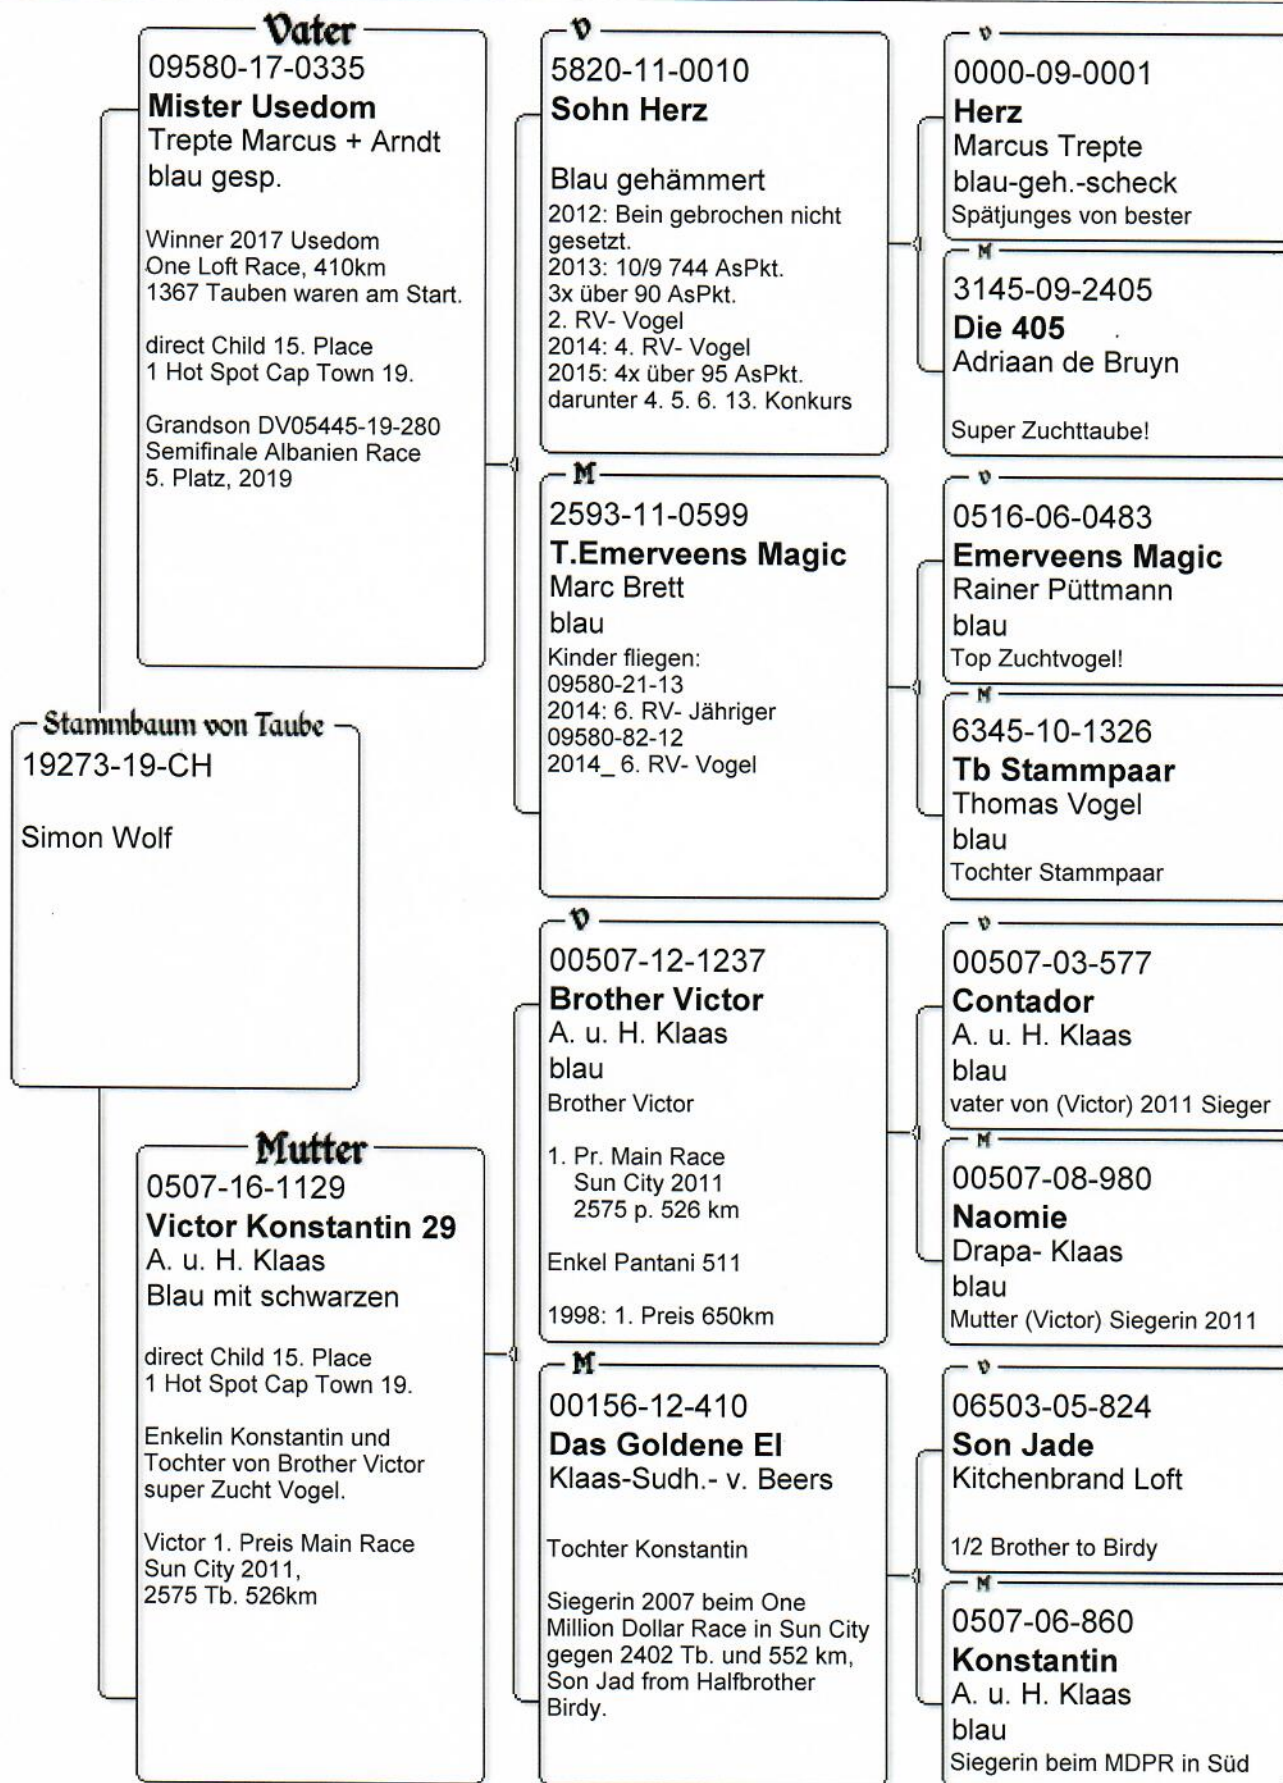 Stammbaum von Taube
19273-19-CH
Simon Wolf
Vater
09580-17-0335
Mister Usedom
Trepte Marcus + Arndt
blau gesp.
Winner 2017 Usedom
One Loft Race, 410km
1367 Tauben waren am Start.
direct Child 15. Place
1 Hot Spot Cap Town 19.
Grandson DV05445-19-280
Semifinale Albanien Race
5. Platz, 2019
Mutter
0507-16-1129
Victor Konstantin 29
A. u. H. Klaas
Blau mit schwarzen
direct Child 15. Place
1 Hot Spot Cap Town 19.
Enkelin Konstantin und
Tochter von Brother Victor
super Zucht Vogel.
Victor 1. Preis Main Race
Sun City 2011,
2575 Tb. 526km
V
5820-11-0010
Sohn Herz
Blau gehämmert
2012: Bein gebrochen nicht
gesetzt.
2013: 10/9 744 AsPkt.
3x über 90 AsPkt.
2. RV- Vogel
2014: 4. RV- Vogel
2015: 4x über 95 AsPkt.
darunter 4. 5. 6. 13. Konkurs
M
2593-11-0599
T.Emerveens Magic
Marc Brett
blau
Kinder fliegen:
09580-21-13
2014: 6. RV- Jähriger
09580-82-12
2014_ 6. RV- Vogel
V
00507-12-1237
Brother Victor
A. u. H. Klaas
blau
Brother Victor
1. Pr. Main Race
Sun City 2011
2575 p. 526 km
Enkel Pantani 511
1998: 1. Preis 650km
M
00156-12-410
Das Goldene EI
Klaas-Sudh.- v. Beers
Tochter Konstantin
Siegerin 2007 beim One
Million Dollar Race in Sun City
gegen 2402 Tb. und 552 km,
Son Jad from Halfbrother
Birdy.
V
0000-09-0001
Herz
Marcus Trepte
blau-geh.-scheck
Spätjunges von bester
M
3145-09-2405
Die 405
Adriaan de Bruyn
Super Zuchttaube!
V
0516-06-0483
Emerveens Magic
Rainer Püttmann
blau
Top Zuchtvogel!
M
6345-10-1326
Tb Stammpaar
Thomas Vogel
blau
Tochter Stammpaar
V
00507-03-577
Contador
A. u. H. Klaas
blau
vater von (Victor) 2011 Sieger
M
00507-08-980
Naomie
Drapa- Klaas
blau
Mutter (Victor) Siegerin 2011
V
06503-05-824
Son Jade
Kitchenbrand Loft
1/2 Brother to Birdy
M
0507-06-860
Konstantin
A. u. H. Klaas
blau
Siegerin beim MDPR in Süd